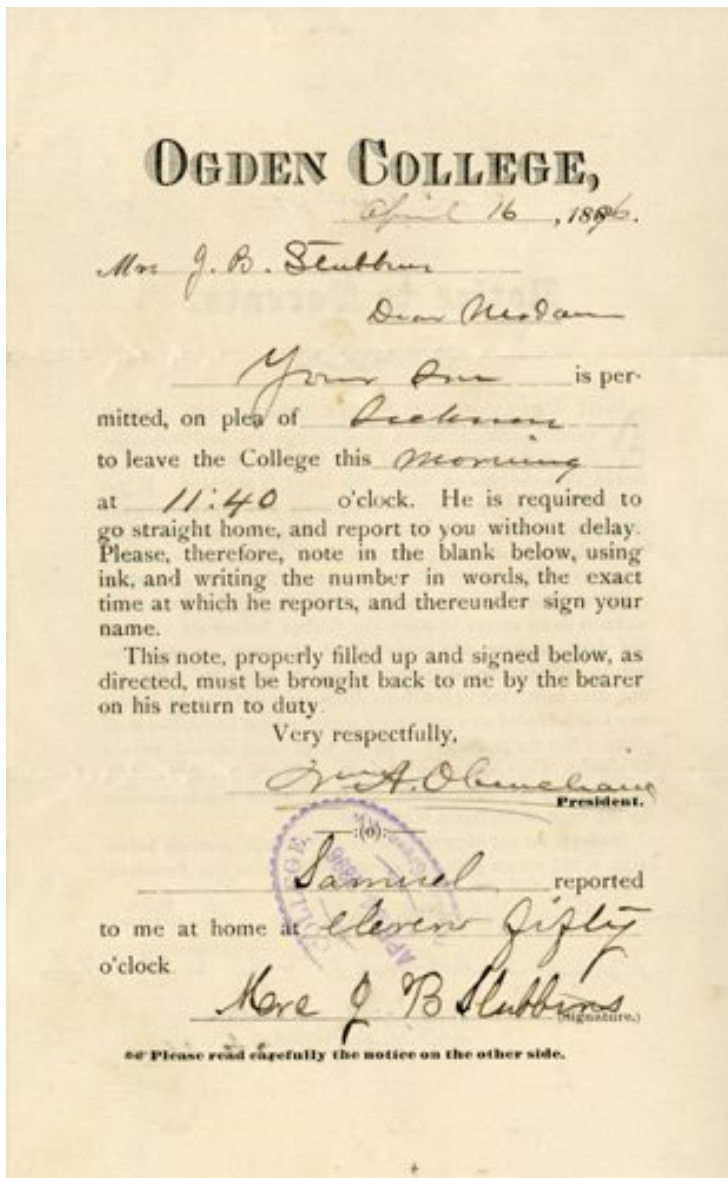 OGDEN COLLEGE,
April 16, 1896.
Mrs J. B. Stubbins
Dear Madam
Your Son is per-
mitted, on plea of Sickness
to leave the College this Morning
at 11:40 o'clock. He is required to
go straight home, and report to you without delay.
Please, therefore, note in the blank below, using
ink, and writing the number in words, the exact
time at which he reports, and thereunder sign your
name.
This note, properly filled up and signed below, as
directed, must be brought back to me by the bearer
on his return to duty.
Very respectfully,
Wm A. Obenchain
President.
:(o):
COLLEGE
APR 1896
Samuel reported
to me at home at eleven fifty
o'clock
Mrs J B Stubbins
(Signature.)
☞ Please read carefully the notice on the other side.